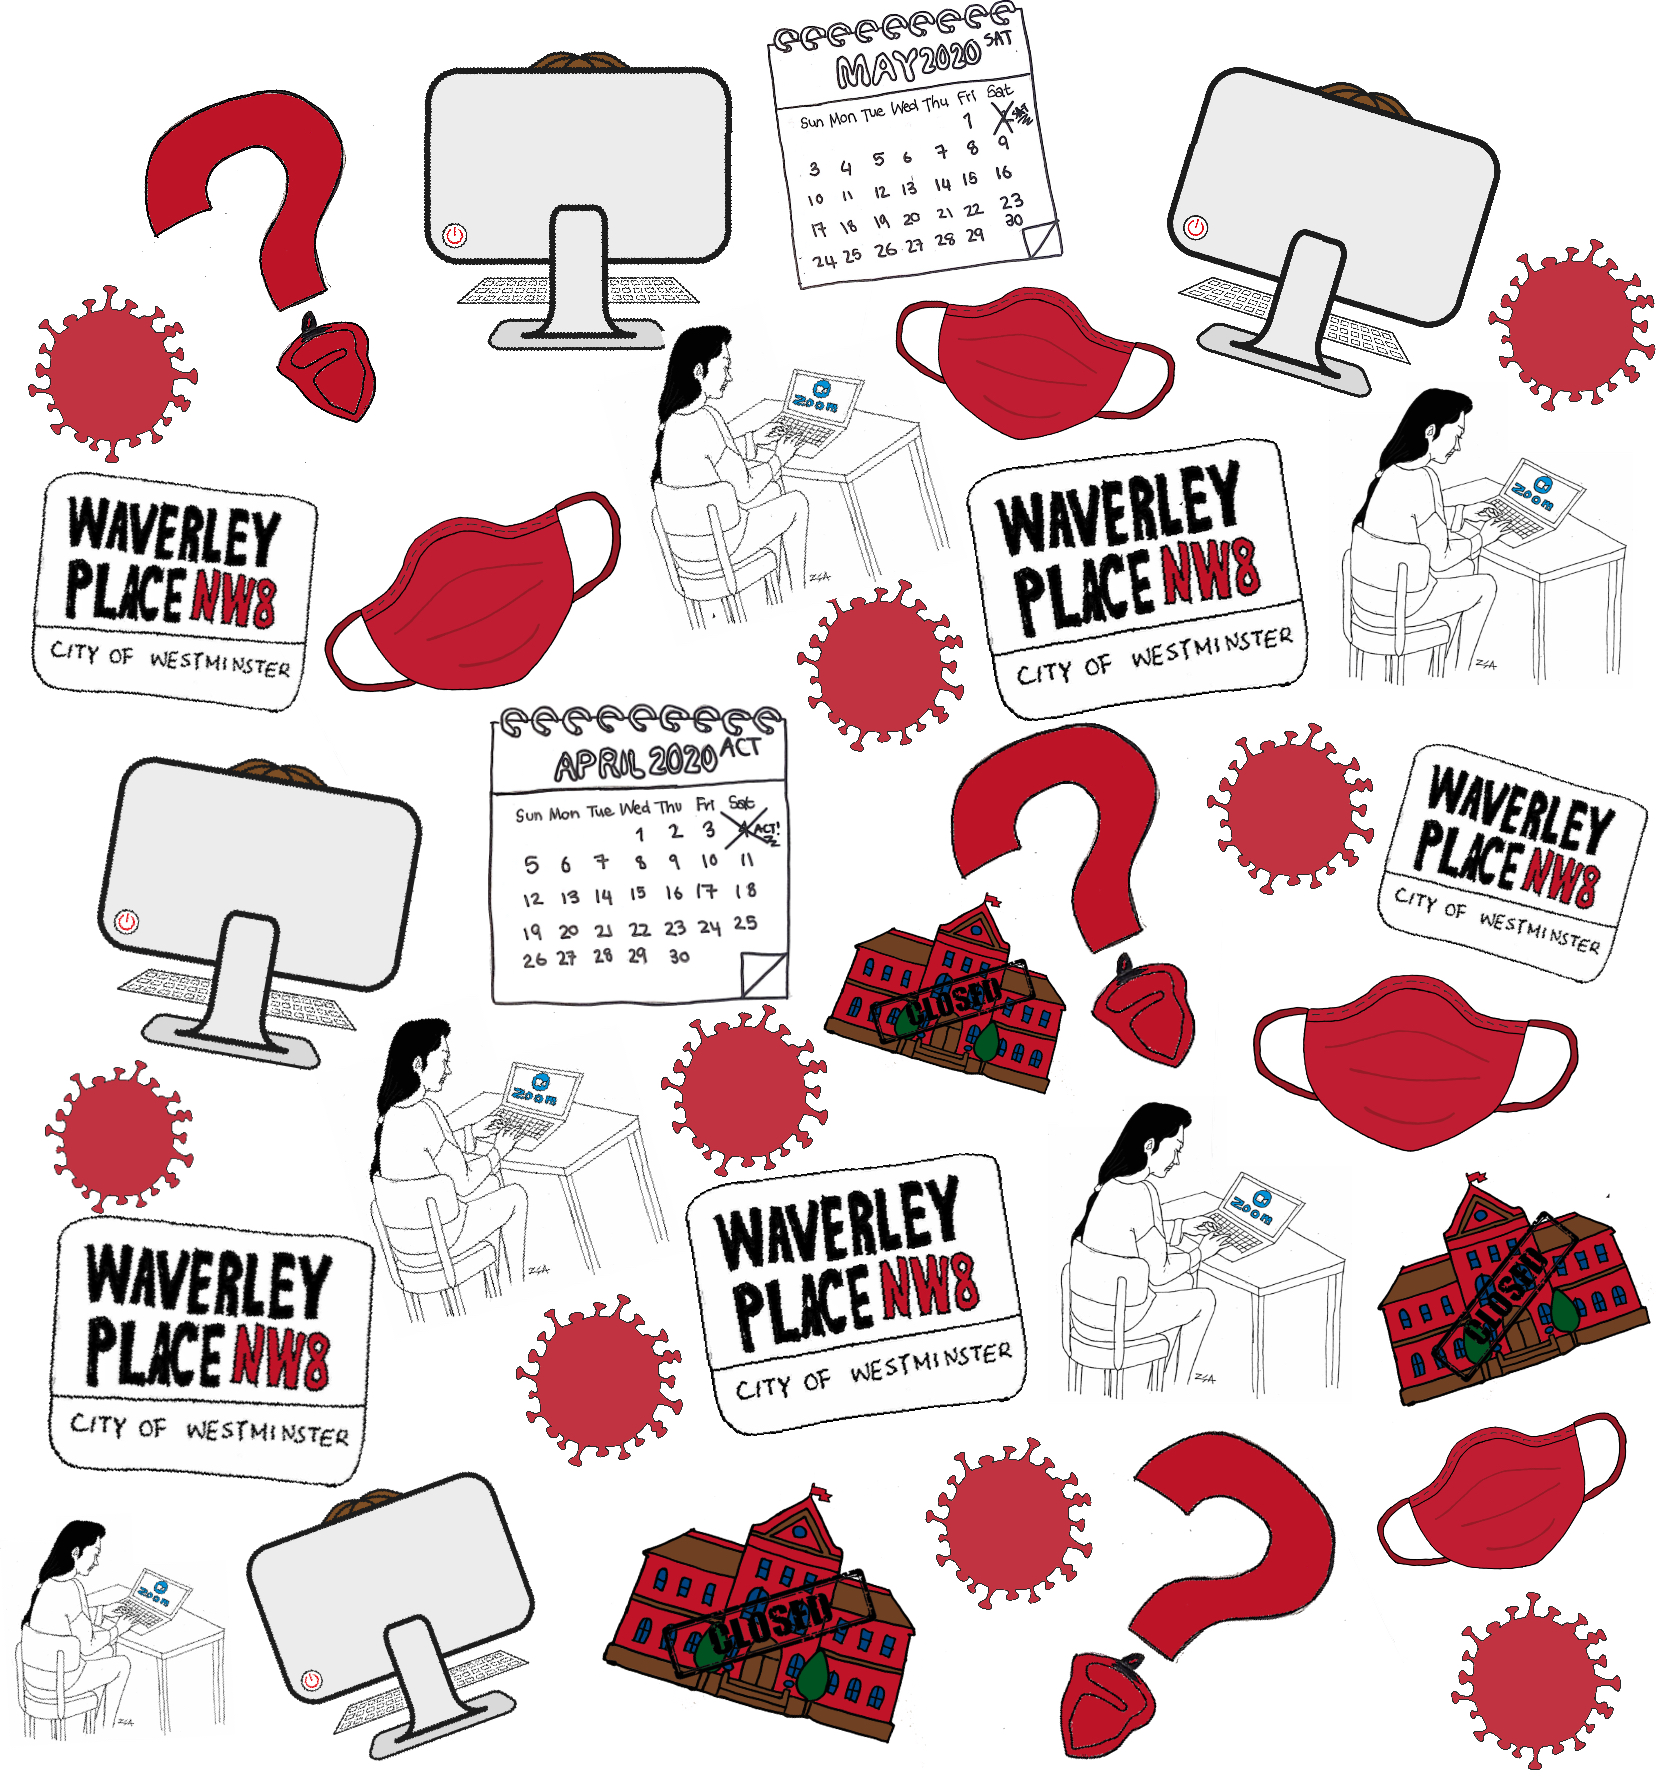 MAY 2020 SAT
Sun Mon Tue Wed Thu Fri Sat
1
3 4 5 6 7 8 9
10 11 12 13 14 15 16
17 18 19 20 21 22 23
24 25 26 27 28 29 30
ZOOM
ZSA
ZOOM
ZSA
WAVERLEY
PLACE NW8
CITY OF WESTMINSTER
WAVERLEY
PLACE NW8
CITY OF WESTMINSTER
APRIL 2020 ACT
Sun Mon Tue Wed Thu Fri Sat
1 2 3 4 ACT!
5 6 7 8 9 10 11
12 13 14 15 16 17 18
19 20 21 22 23 24 25
26 27 28 29 30
WAVERLEY
PLACE NW8
CITY OF WESTMINSTER
CLOSED
ZOOM
ZSA
WAVERLEY
PLACE NW8
CITY OF WESTMINSTER
ZOOM
ZSA
CLOSED
WAVERLEY
PLACE NW8
CITY OF WESTMINSTER
ZOOM
ZSA
CLOSED